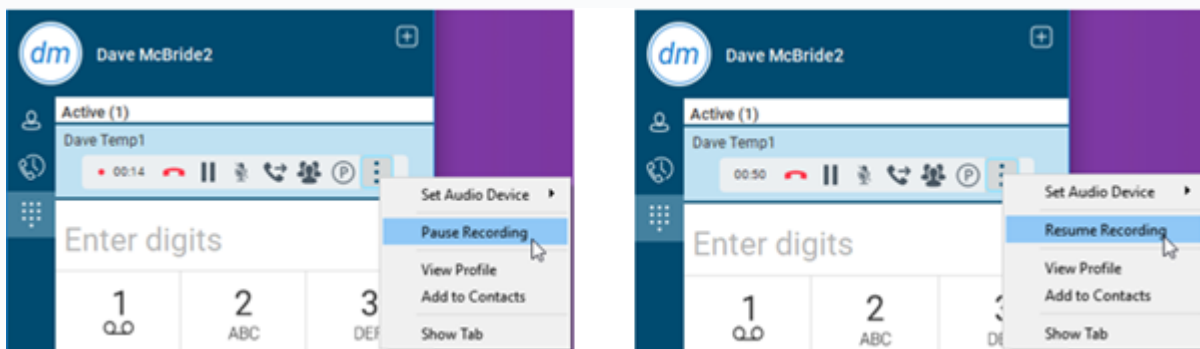 dm
Dave McBride2
Active (1)
Dave Temp1
00:14
P
Set Audio Device
Pause Recording
View Profile
Add to Contacts
Show Tab
Enter digits
1
2
ABC
3
DEF
dm
Dave McBride2
Active (1)
Dave Temp1
00:50
P
Set Audio Device
Resume Recording
View Profile
Add to Contacts
Show Tab
Enter digits
1
2
ABC